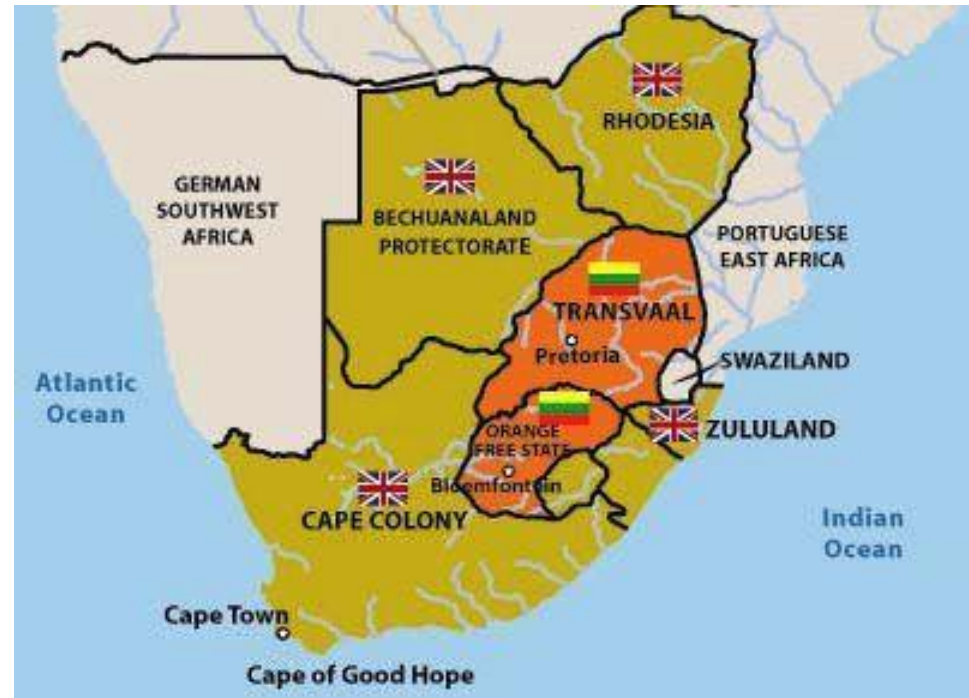 RHODESIA
GERMAN
SOUTHWEST
AFRICA
BECHUANALAND
PROTECTORATE
PORTUGUESE
EAST AFRICA
TRANSVAAL
Pretoria
SWAZILAND
Atlantic
Ocean
ZULULAND
ORANGE
FREE STATE
Bloemfontein
CAPE COLONY
Indian
Ocean
Cape Town
Cape of Good Hope